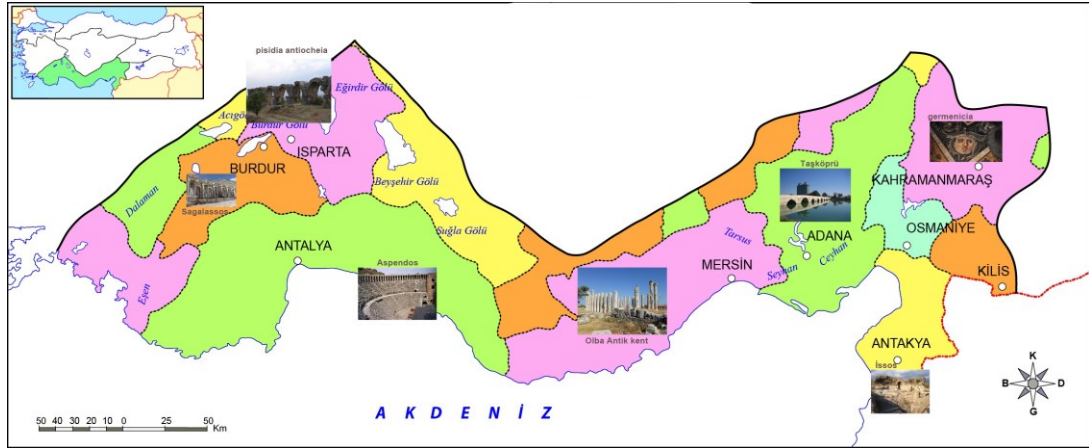 pisidia antiocheia
Eğirdir Gölü
Acıgöl
Burdur Gölü
ISPARTA
BURDUR
Dalaman
Sagalassos
Beyşehir Gölü
Suğla Gölü
ANTALYA
Aspendos
Eşen
Olba Antik kent
MERSİN
Tarsus
Seyhan
Ceyhan
ADANA
Taşköprü
germenicia
KAHRAMANMARAŞ
OSMANİYE
KİLİS
ANTAKYA
İssos
K
B D
G
A K D E N İ Z
50 40 30 20 10 0 50
Km